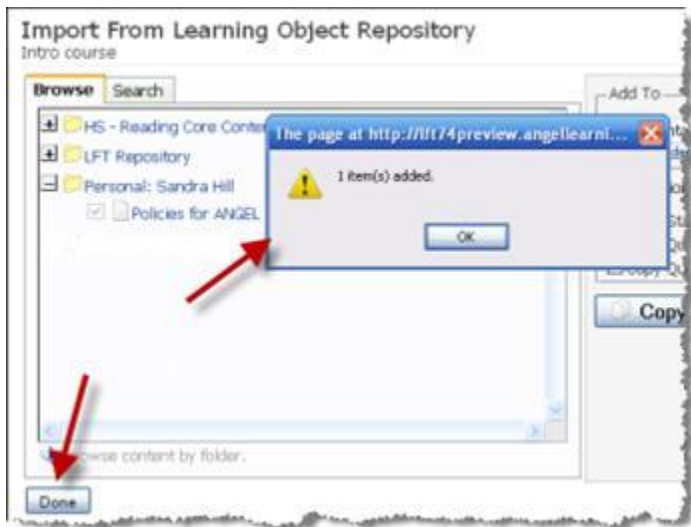 Import From Learning Object Repository
Intro course
Browse Search
Add To
HS - Reading Core Conte
The page at http://lft74preview.angellearni...
LFT Repository
1 item(s) added.
Personal: Sandra Hill
Policies for ANGEL
OK
Copy
content by folder.
Done